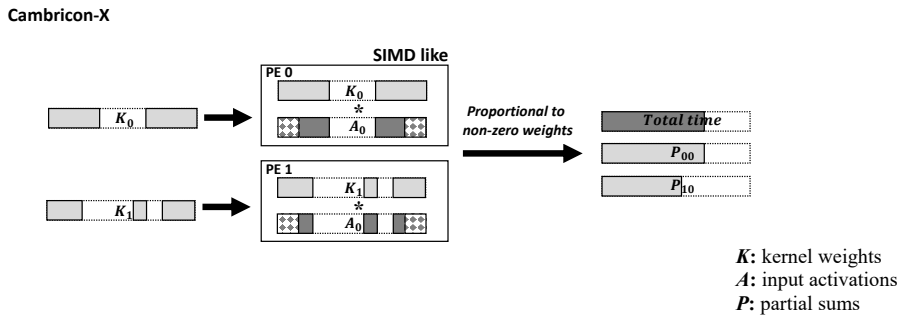 Cambricon-X
SIMD like
PE 0
K₀
K₀
*
A₀
Proportional to
non-zero weights
Total time
P₀₀
P₁₀
PE 1
K₁
K₁
*
A₀
K: kernel weights
A: input activations
P: partial sums